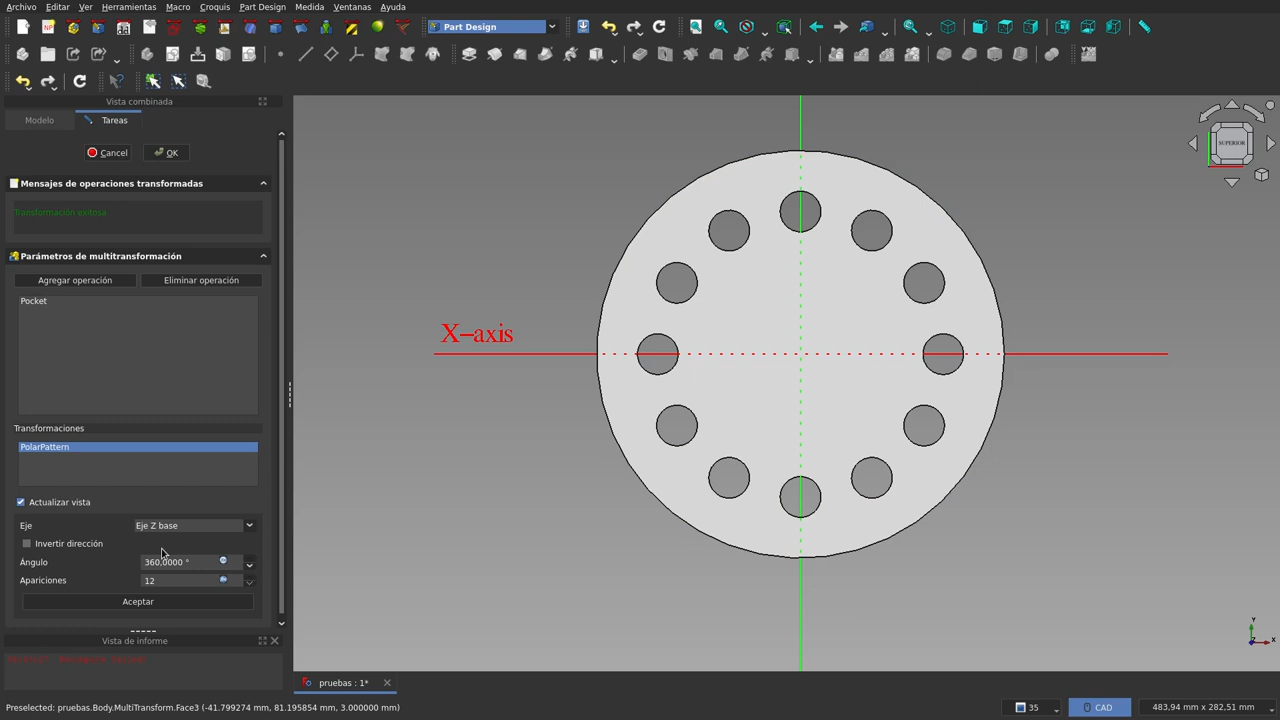 Archivo Editar Ver Herramientas Macro Croquis Part Design Medida Ventanas Ayuda
Part Design
Vista combinada
Modelo Tareas
Cancel OK
Mensajes de operaciones transformadas
Transformación exitosa
Parámetros de multitransformación
Agregar operación Eliminar operación
Pocket
Transformaciones
PolarPattern
Actualizar vista
Eje Eje Z base
Invertir dirección
Ángulo 360,0000 °
Apariciones 12
Aceptar
Vista de informe
X-axis
SUPERIOR
Y
Z X
pruebas : 1*
Preselected: pruebas.Body.MultiTransform.Face3 (-41.799274 mm, 81.195854 mm, 3.000000 mm)
35 CAD 483,94 mm x 282,51 mm